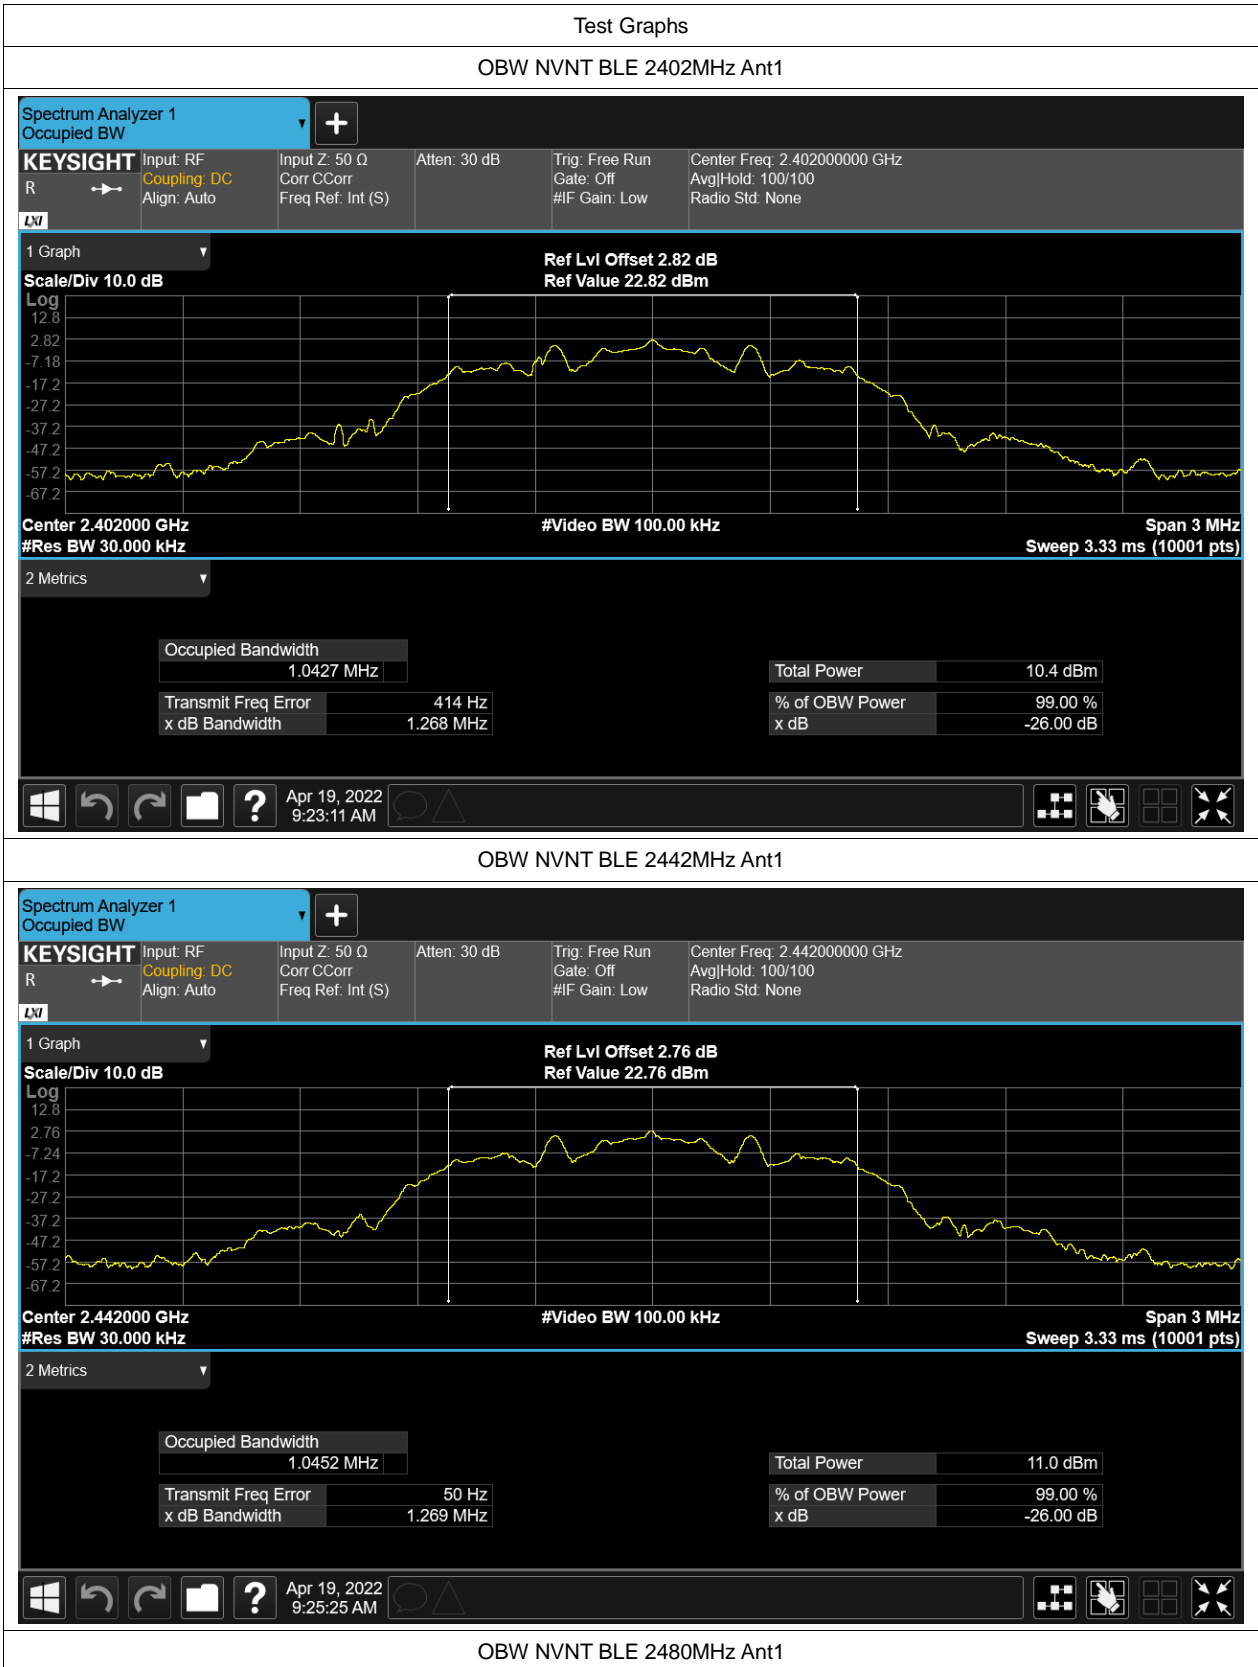 Test Graphs
OBW NVNT BLE 2402MHz Ant1
Spectrum Analyzer 1
Occupied BW
KEYSIGHT
R
LXI
Input: RF
Coupling: DC
Align: Auto
Input Z: 50 Ω
Corr CCorr
Freq Ref: Int (S)
Atten: 30 dB
Trig: Free Run
Gate: Off
#IF Gain: Low
Center Freq: 2.402000000 GHz
Avg|Hold: 100/100
Radio Std: None
1 Graph
Scale/Div 10.0 dB
Ref Lvl Offset 2.82 dB
Ref Value 22.82 dBm
Log
12.8
2.82
-7.18
-17.2
-27.2
-37.2
-47.2
-57.2
-67.2
Center 2.402000 GHz
#Res BW 30.000 kHz
#Video BW 100.00 kHz
Span 3 MHz
Sweep 3.33 ms (10001 pts)
2 Metrics
Occupied Bandwidth
1.0427 MHz
Transmit Freq Error 414 Hz
x dB Bandwidth 1.268 MHz
Total Power 10.4 dBm
% of OBW Power 99.00 %
x dB -26.00 dB
?
Apr 19, 2022
9:23:11 AM
OBW NVNT BLE 2442MHz Ant1
Spectrum Analyzer 1
Occupied BW
KEYSIGHT
R
LXI
Input: RF
Coupling: DC
Align: Auto
Input Z: 50 Ω
Corr CCorr
Freq Ref: Int (S)
Atten: 30 dB
Trig: Free Run
Gate: Off
#IF Gain: Low
Center Freq: 2.442000000 GHz
Avg|Hold: 100/100
Radio Std: None
1 Graph
Scale/Div 10.0 dB
Ref Lvl Offset 2.76 dB
Ref Value 22.76 dBm
Log
12.8
2.76
-7.24
-17.2
-27.2
-37.2
-47.2
-57.2
-67.2
Center 2.442000 GHz
#Res BW 30.000 kHz
#Video BW 100.00 kHz
Span 3 MHz
Sweep 3.33 ms (10001 pts)
2 Metrics
Occupied Bandwidth
1.0452 MHz
Transmit Freq Error 50 Hz
x dB Bandwidth 1.269 MHz
Total Power 11.0 dBm
% of OBW Power 99.00 %
x dB -26.00 dB
?
Apr 19, 2022
9:25:25 AM
OBW NVNT BLE 2480MHz Ant1